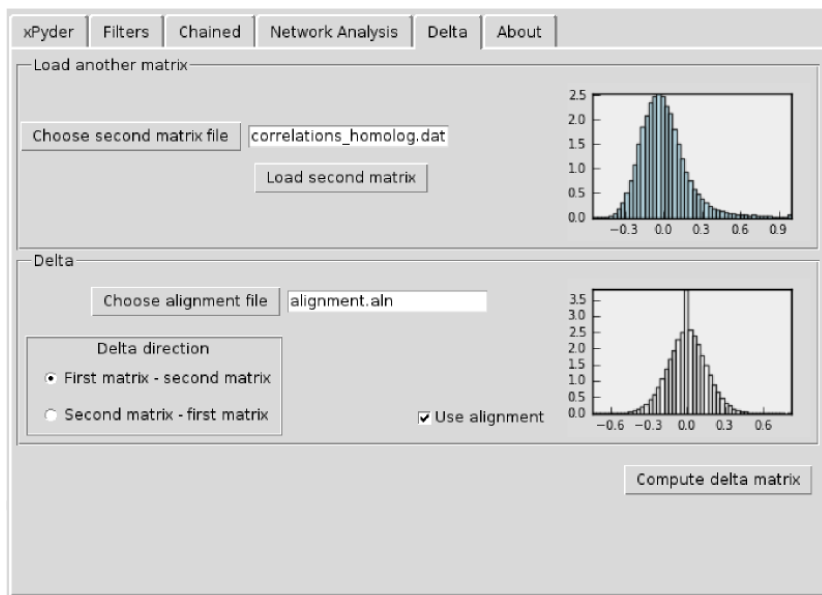 xPyder Filters Chained Network Analysis Delta About
Load another matrix
Choose second matrix file correlations_homolog.dat
Load second matrix
2.5
2.0
1.5
1.0
0.5
0.0
−0.3 0.0 0.3 0.6 0.9
Delta
Choose alignment file alignment.aln
Delta direction
First matrix - second matrix
Second matrix - first matrix
Use alignment
3.5
3.0
2.5
2.0
1.5
1.0
0.5
0.0
−0.6 −0.3 0.0 0.3 0.6
Compute delta matrix